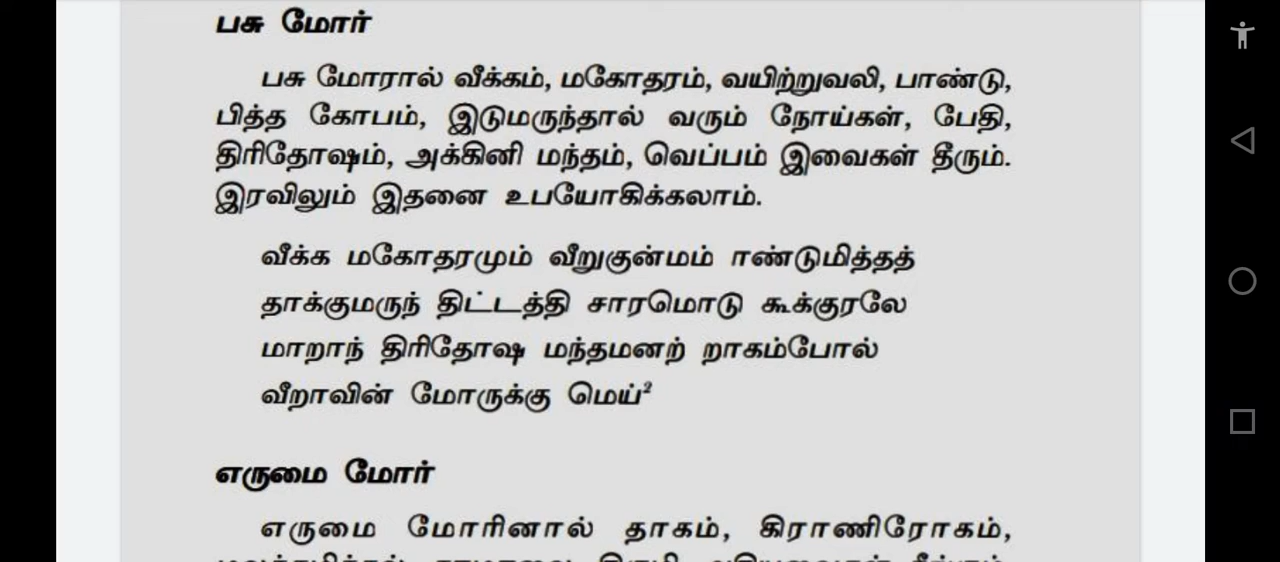 பசு மோர்
பசு மோரால் வீக்கம், மகோதரம், வயிற்றுவலி, பாண்டு,
பித்த கோபம், இடுமருந்தால் வரும் நோய்கள், பேதி,
திரிதோஷம், அக்கினி மந்தம், வெப்பம் இவைகள் தீரும்.
இரவிலும் இதனை உபயோகிக்கலாம்.
வீக்க மகோதரமும் வீறுகுன்மம் ாண்டுமித்தத்
தாக்குமருந் திட்டத்தி சாரமொடு கூக்குரலே
மாறாந் திரிதோஷ மந்தமனற் றாகம்போல்
வீறாவின் மோருக்கு மெய்²
எருமை மோர்
எருமை மோரினால் தாகம், கிராணிரோகம்,